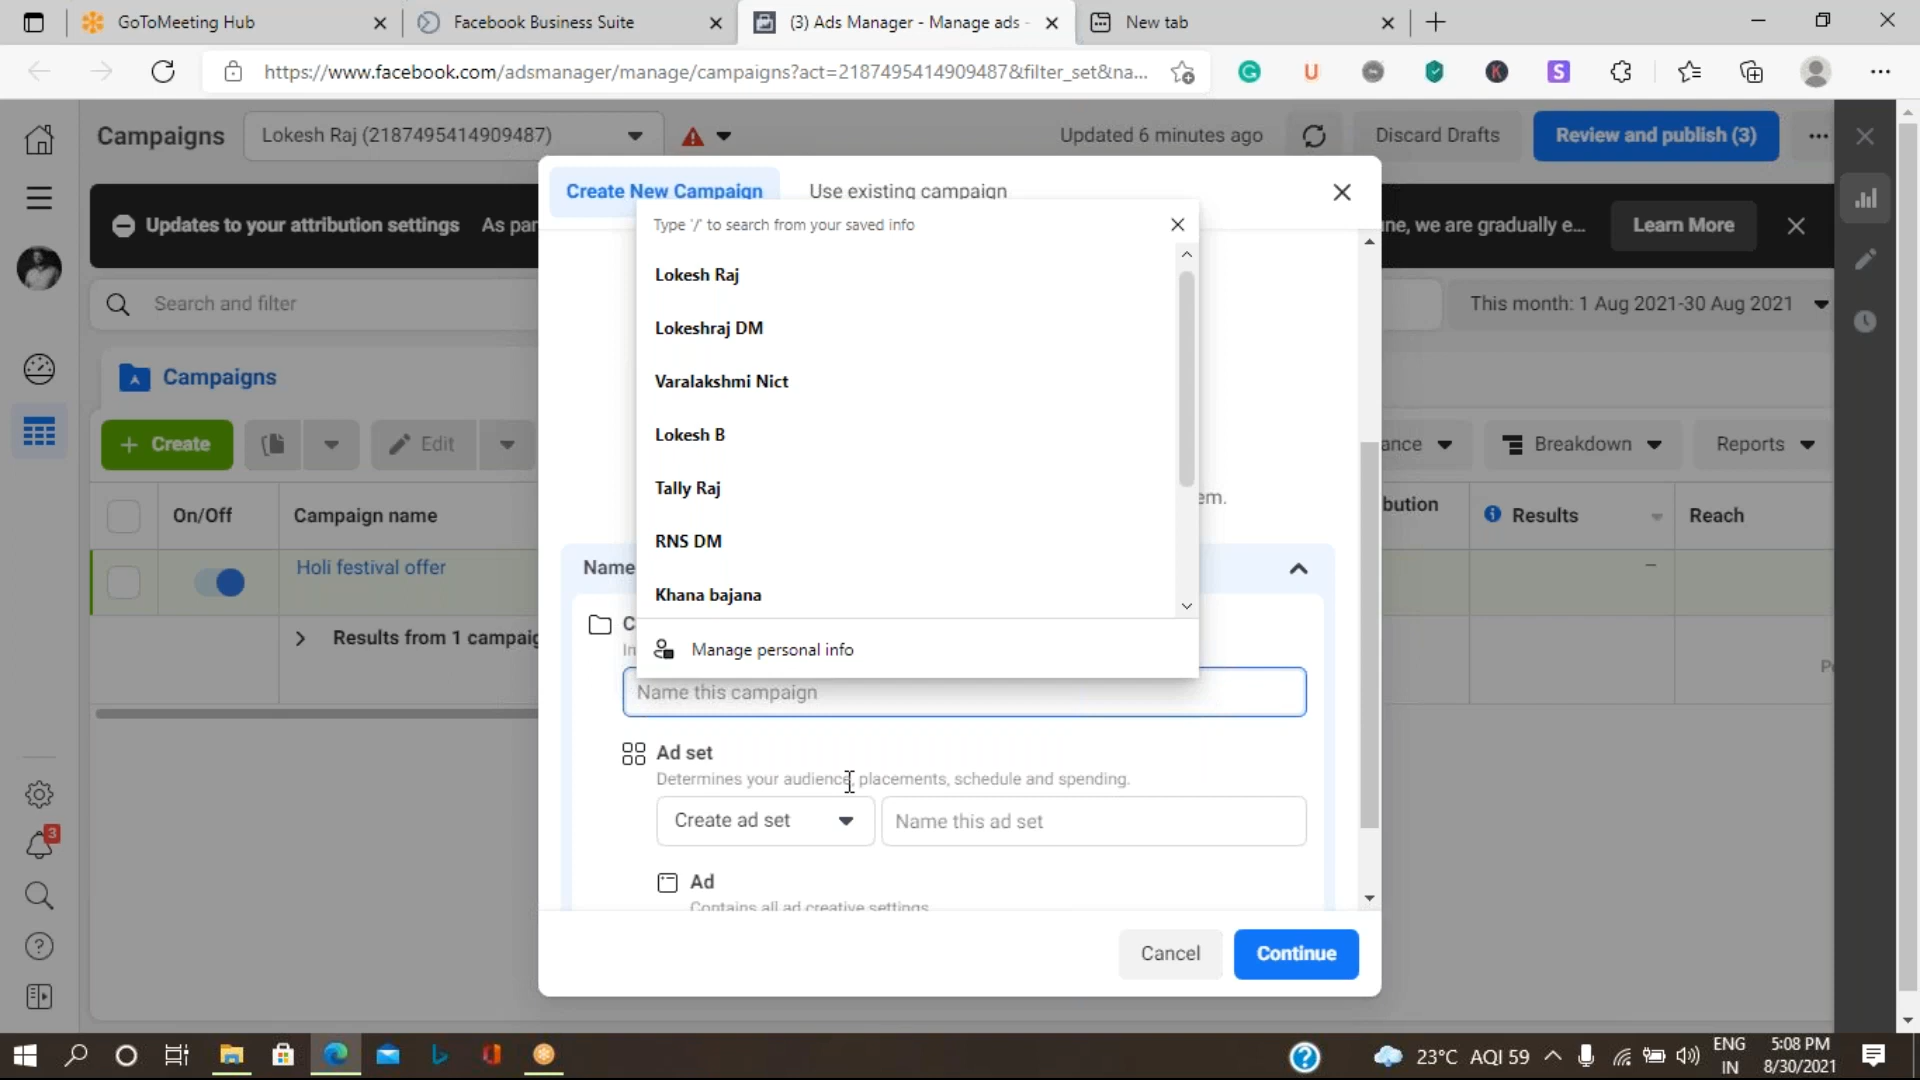 GoToMeeting Hub
Facebook Business Suite
(3) Ads Manager - Manage ads -
New tab
https://www.facebook.com/adsmanager/manage/campaigns?act=2187495414909487&filter_set&na...
Campaigns
Lokesh Raj (2187495414909487)
Updated 6 minutes ago
Discard Drafts
Review and publish (3)
Create New Campaign
Use existing campaign
Updates to your attribution settings
As par
ne, we are gradually e...
Learn More
Type '/' to search from your saved info
Lokesh Raj
Lokeshraj DM
Varalakshmi Nict
Lokesh B
Tally Raj
RNS DM
Khana bajana
Manage personal info
Search and filter
This month: 1 Aug 2021-30 Aug 2021
Campaigns
+ Create
Edit
ance
Breakdown
Reports
On/Off
Campaign name
em.
bution
Results
Reach
Holi festival offer
–
Results from 1 campaig
Name
C
In
Name this campaign
Ad set
Determines your audience, placements, schedule and spending.
Create ad set
Name this ad set
Ad
Contains all ad creative settings
Cancel
Continue
3
23°C AQI 59
ENG
IN
5:08 PM
8/30/2021